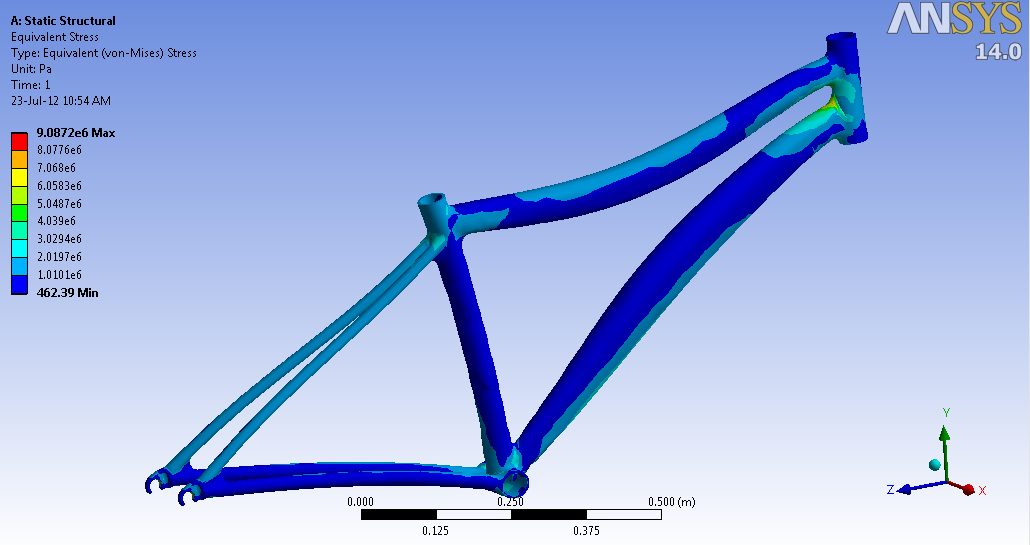 A: Static Structural
Equivalent Stress
Type: Equivalent (von-Mises) Stress
Unit: Pa
Time: 1
23-Jul-12 10:54 AM
ANSYS
14.0
9.0872e6 Max
8.0776e6
7.068e6
6.0583e6
5.0487e6
4.039e6
3.0294e6
2.0197e6
1.0101e6
462.39 Min
Y
Z
X
0.000 0.250 0.500 (m)
0.125 0.375